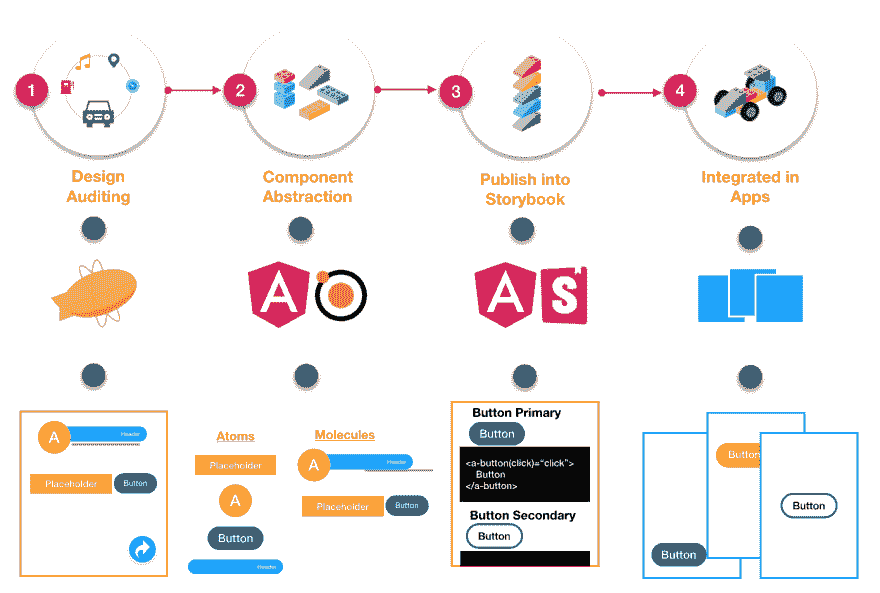 1
2
3
4
Design
Auditing
Component
Abstraction
Publish into
Storybook
Integrated in
Apps
A
A
S
A
Header
Placeholder
Button
Atoms
Placeholder
A
Button
Header
Molecules
A
Header
Placeholder
Button
Button Primary
Button
<a-button(click)="click">
Button
</a-button>
Button Secondary
Button
Button
Button
Button